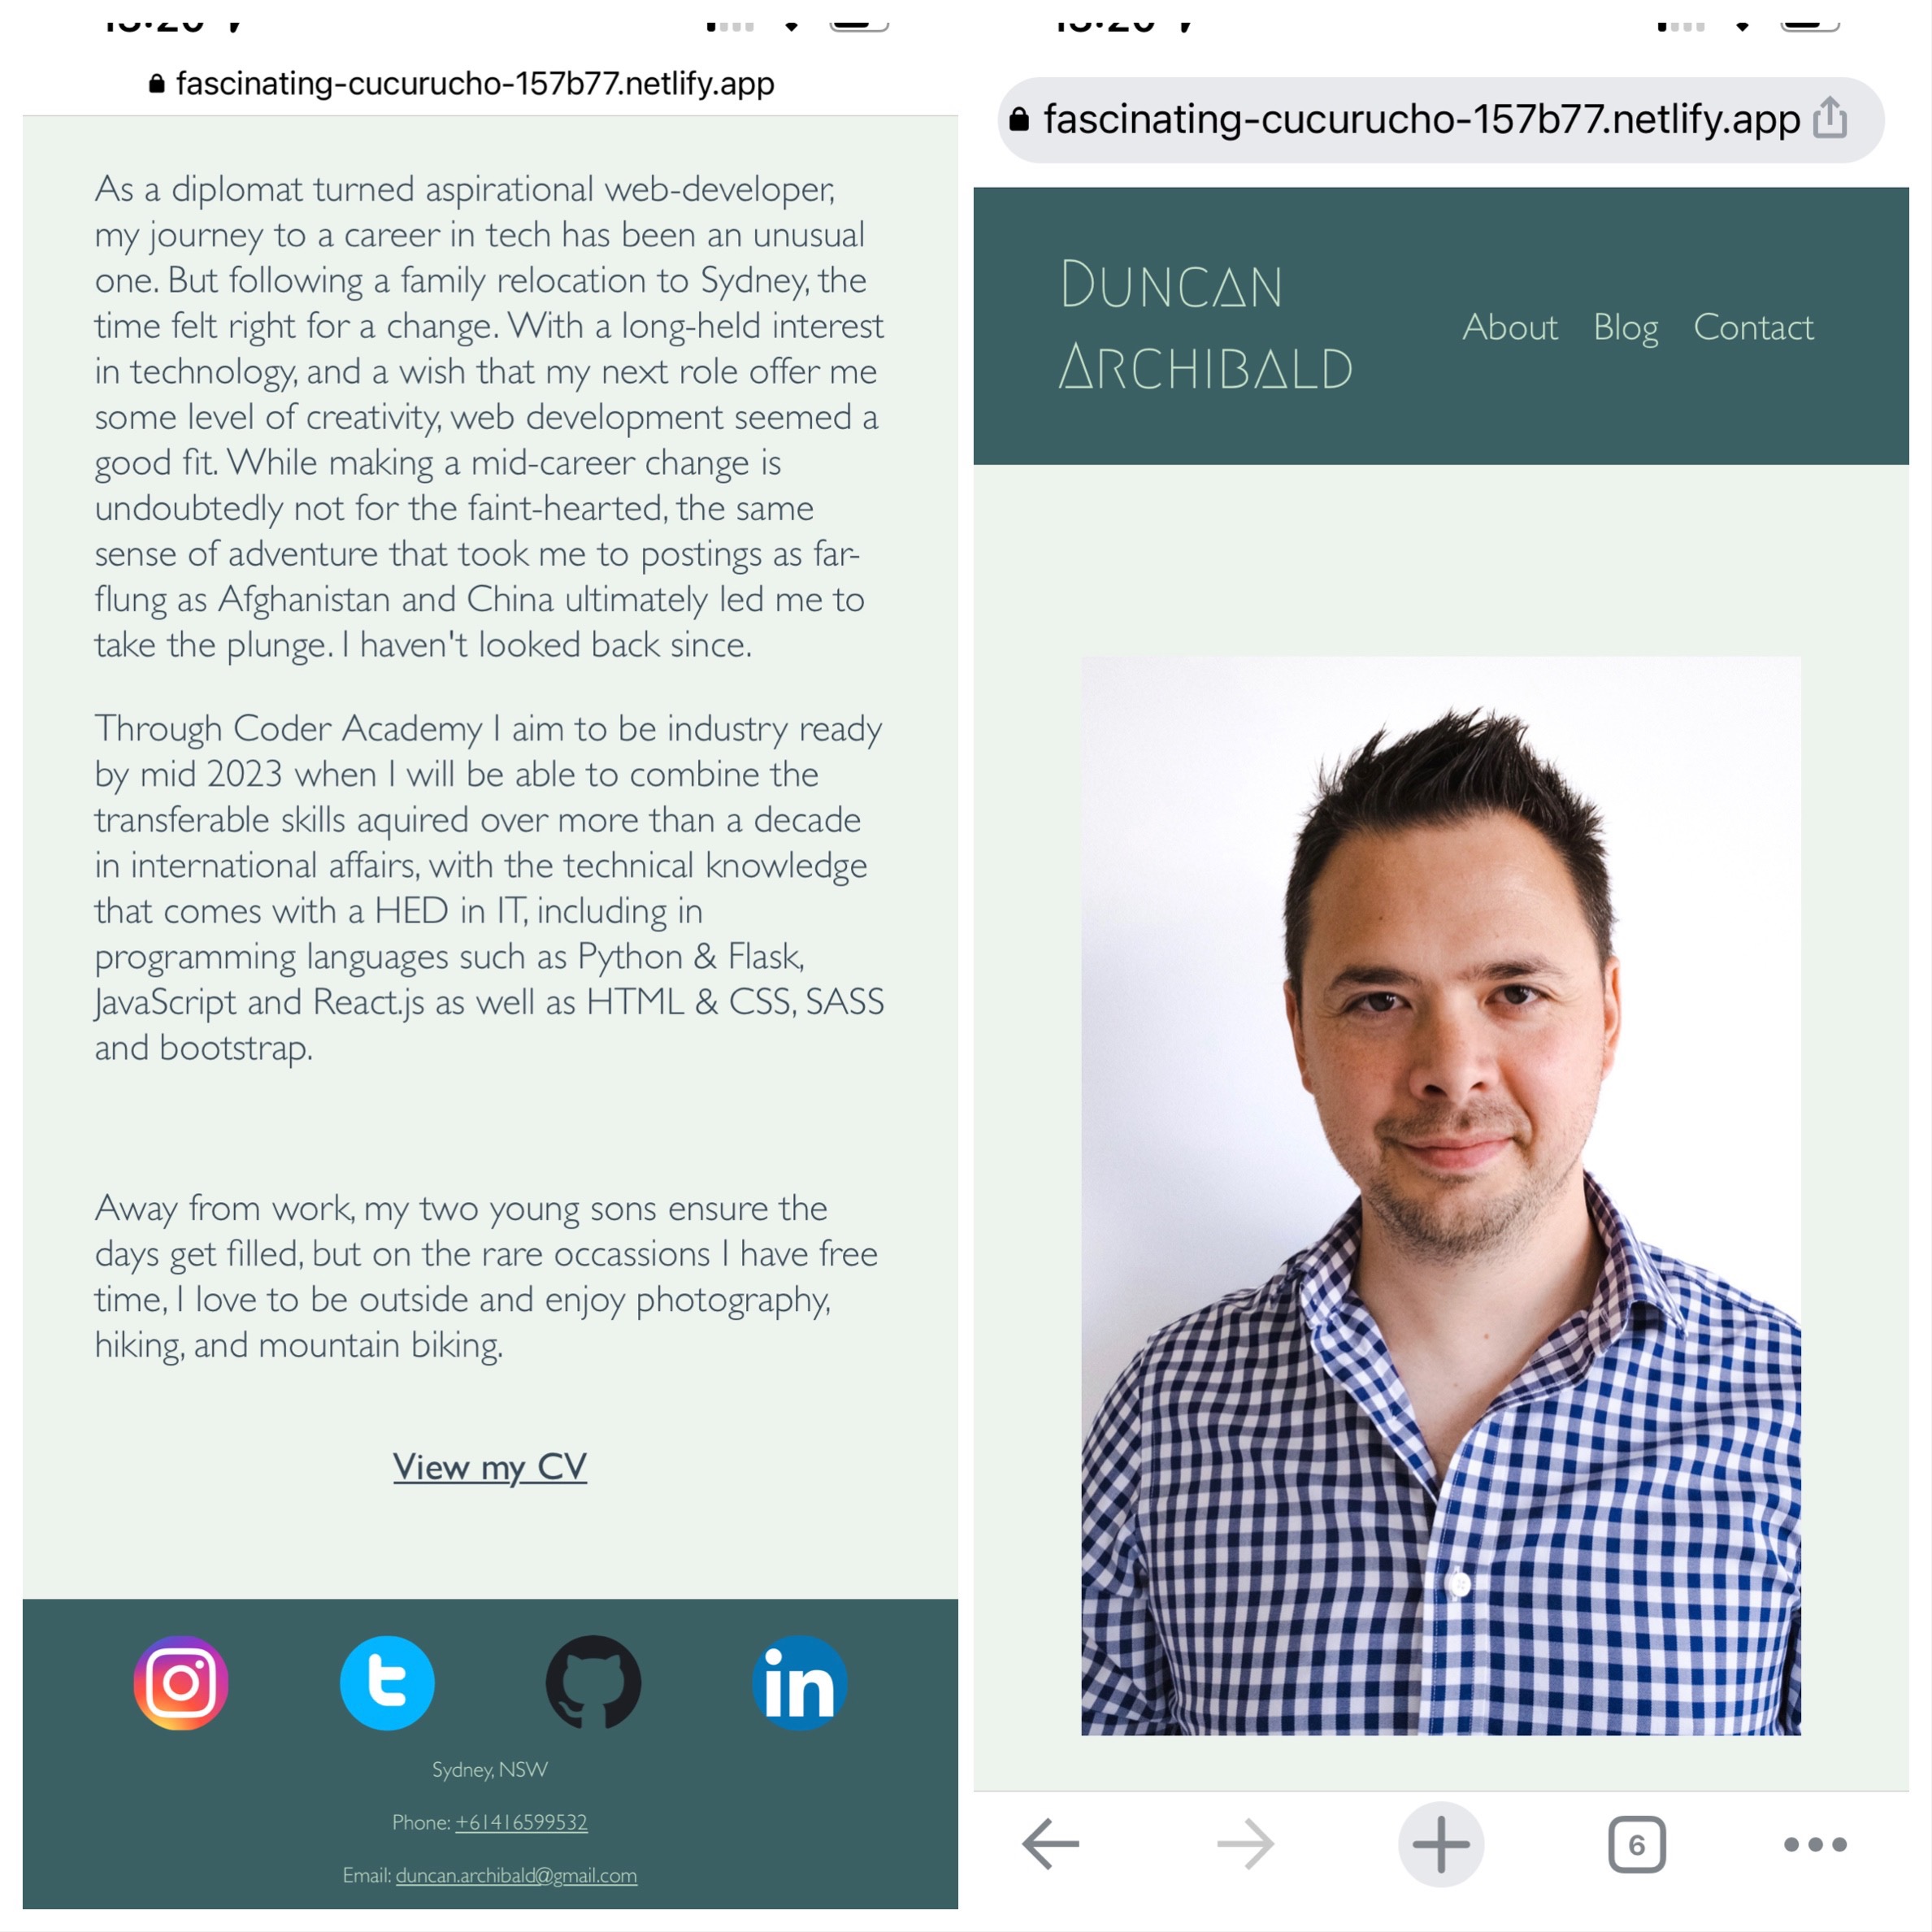 fascinating-cucurucho-157b77.netlify.app
As a diplomat turned aspirational web-developer,
my journey to a career in tech has been an unusual
one. But following a family relocation to Sydney, the
time felt right for a change. With a long-held interest
in technology, and a wish that my next role offer me
some level of creativity, web development seemed a
good fit. While making a mid-career change is
undoubtedly not for the faint-hearted, the same
sense of adventure that took me to postings as far-
flung as Afghanistan and China ultimately led me to
take the plunge. I haven't looked back since.
Through Coder Academy I aim to be industry ready
by mid 2023 when I will be able to combine the
transferable skills aquired over more than a decade
in international affairs, with the technical knowledge
that comes with a HED in IT, including in
programming languages such as Python & Flask,
JavaScript and React.js as well as HTML & CSS, SASS
and bootstrap.
Away from work, my two young sons ensure the
days get filled, but on the rare occassions I have free
time, I love to be outside and enjoy photography,
hiking, and mountain biking.
View my CV
in
Sydney, NSW
Phone: +61416599532
Email: duncan.archibald@gmail.com
fascinating-cucurucho-157b77.netlify.app
Duncan
Archibald
About Blog Contact
6